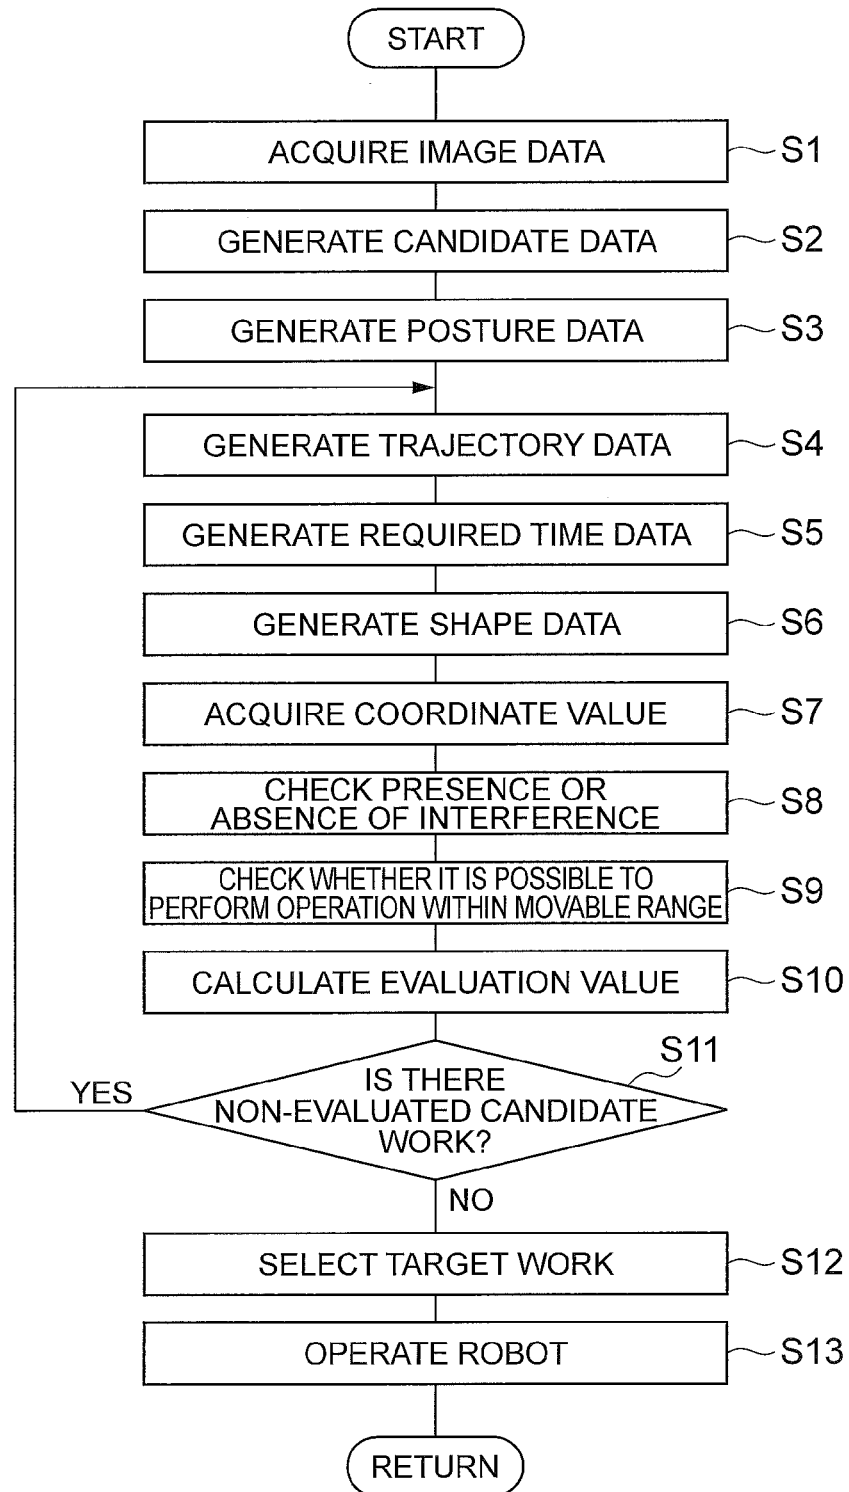 START
ACQUIRE IMAGE DATA
S1
GENERATE CANDIDATE DATA
S2
GENERATE POSTURE DATA
S3
GENERATE TRAJECTORY DATA
S4
GENERATE REQUIRED TIME DATA
S5
GENERATE SHAPE DATA
S6
ACQUIRE COORDINATE VALUE
S7
CHECK PRESENCE OR
ABSENCE OF INTERFERENCE
S8
CHECK WHETHER IT IS POSSIBLE TO
PERFORM OPERATION WITHIN MOVABLE RANGE
S9
CALCULATE EVALUATION VALUE
S10
S11
YES
IS THERE
NON-EVALUATED CANDIDATE
WORK?
NO
SELECT TARGET WORK
S12
OPERATE ROBOT
S13
RETURN